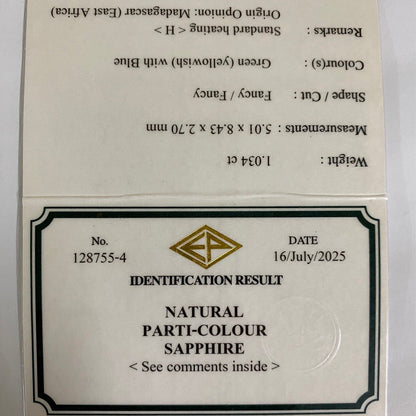 Weight : 1.034 ct
Measurements : 5.01 x 8.43 x 2.70 mm
Shape / Cut : Fancy / Fancy
Colour(s) : Green (yellowish) with Blue
Remarks : Standard heating < H >
Origin Opinion: Madagascar (East Africa)
No.
128755-4
EP
DATE
16/July/2025
IDENTIFICATION RESULT
NATURAL
PARTI-COLOUR
SAPPHIRE
< See comments inside >